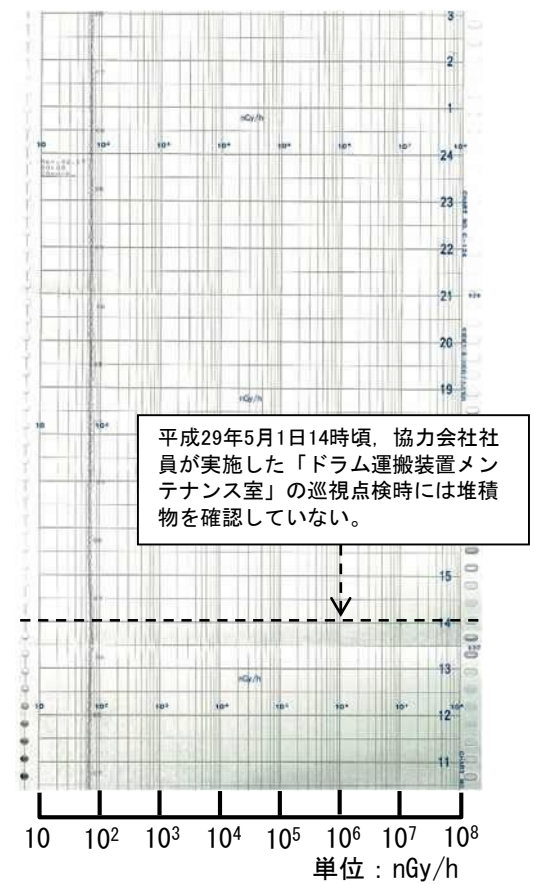 3
2
1
nGy/h
10 10² 10³ 10⁴ 10⁵ 10⁶ 10⁷ 10⁸
24
23
22
21
20
19
nGy/h
10 10²
平成29年5月1日14時頃,協力会社社
員が実施した「ドラム運搬装置メン
テナンス室」の巡視点検時には堆積
物を確認していない。
15
14
13
nGy/h
10 10² 10³ 10⁴ 10⁵ 10⁶ 10⁷ 10⁸
12
11
10 10² 10³ 10⁴ 10⁵ 10⁶ 10⁷ 10⁸
単位:nGy/h